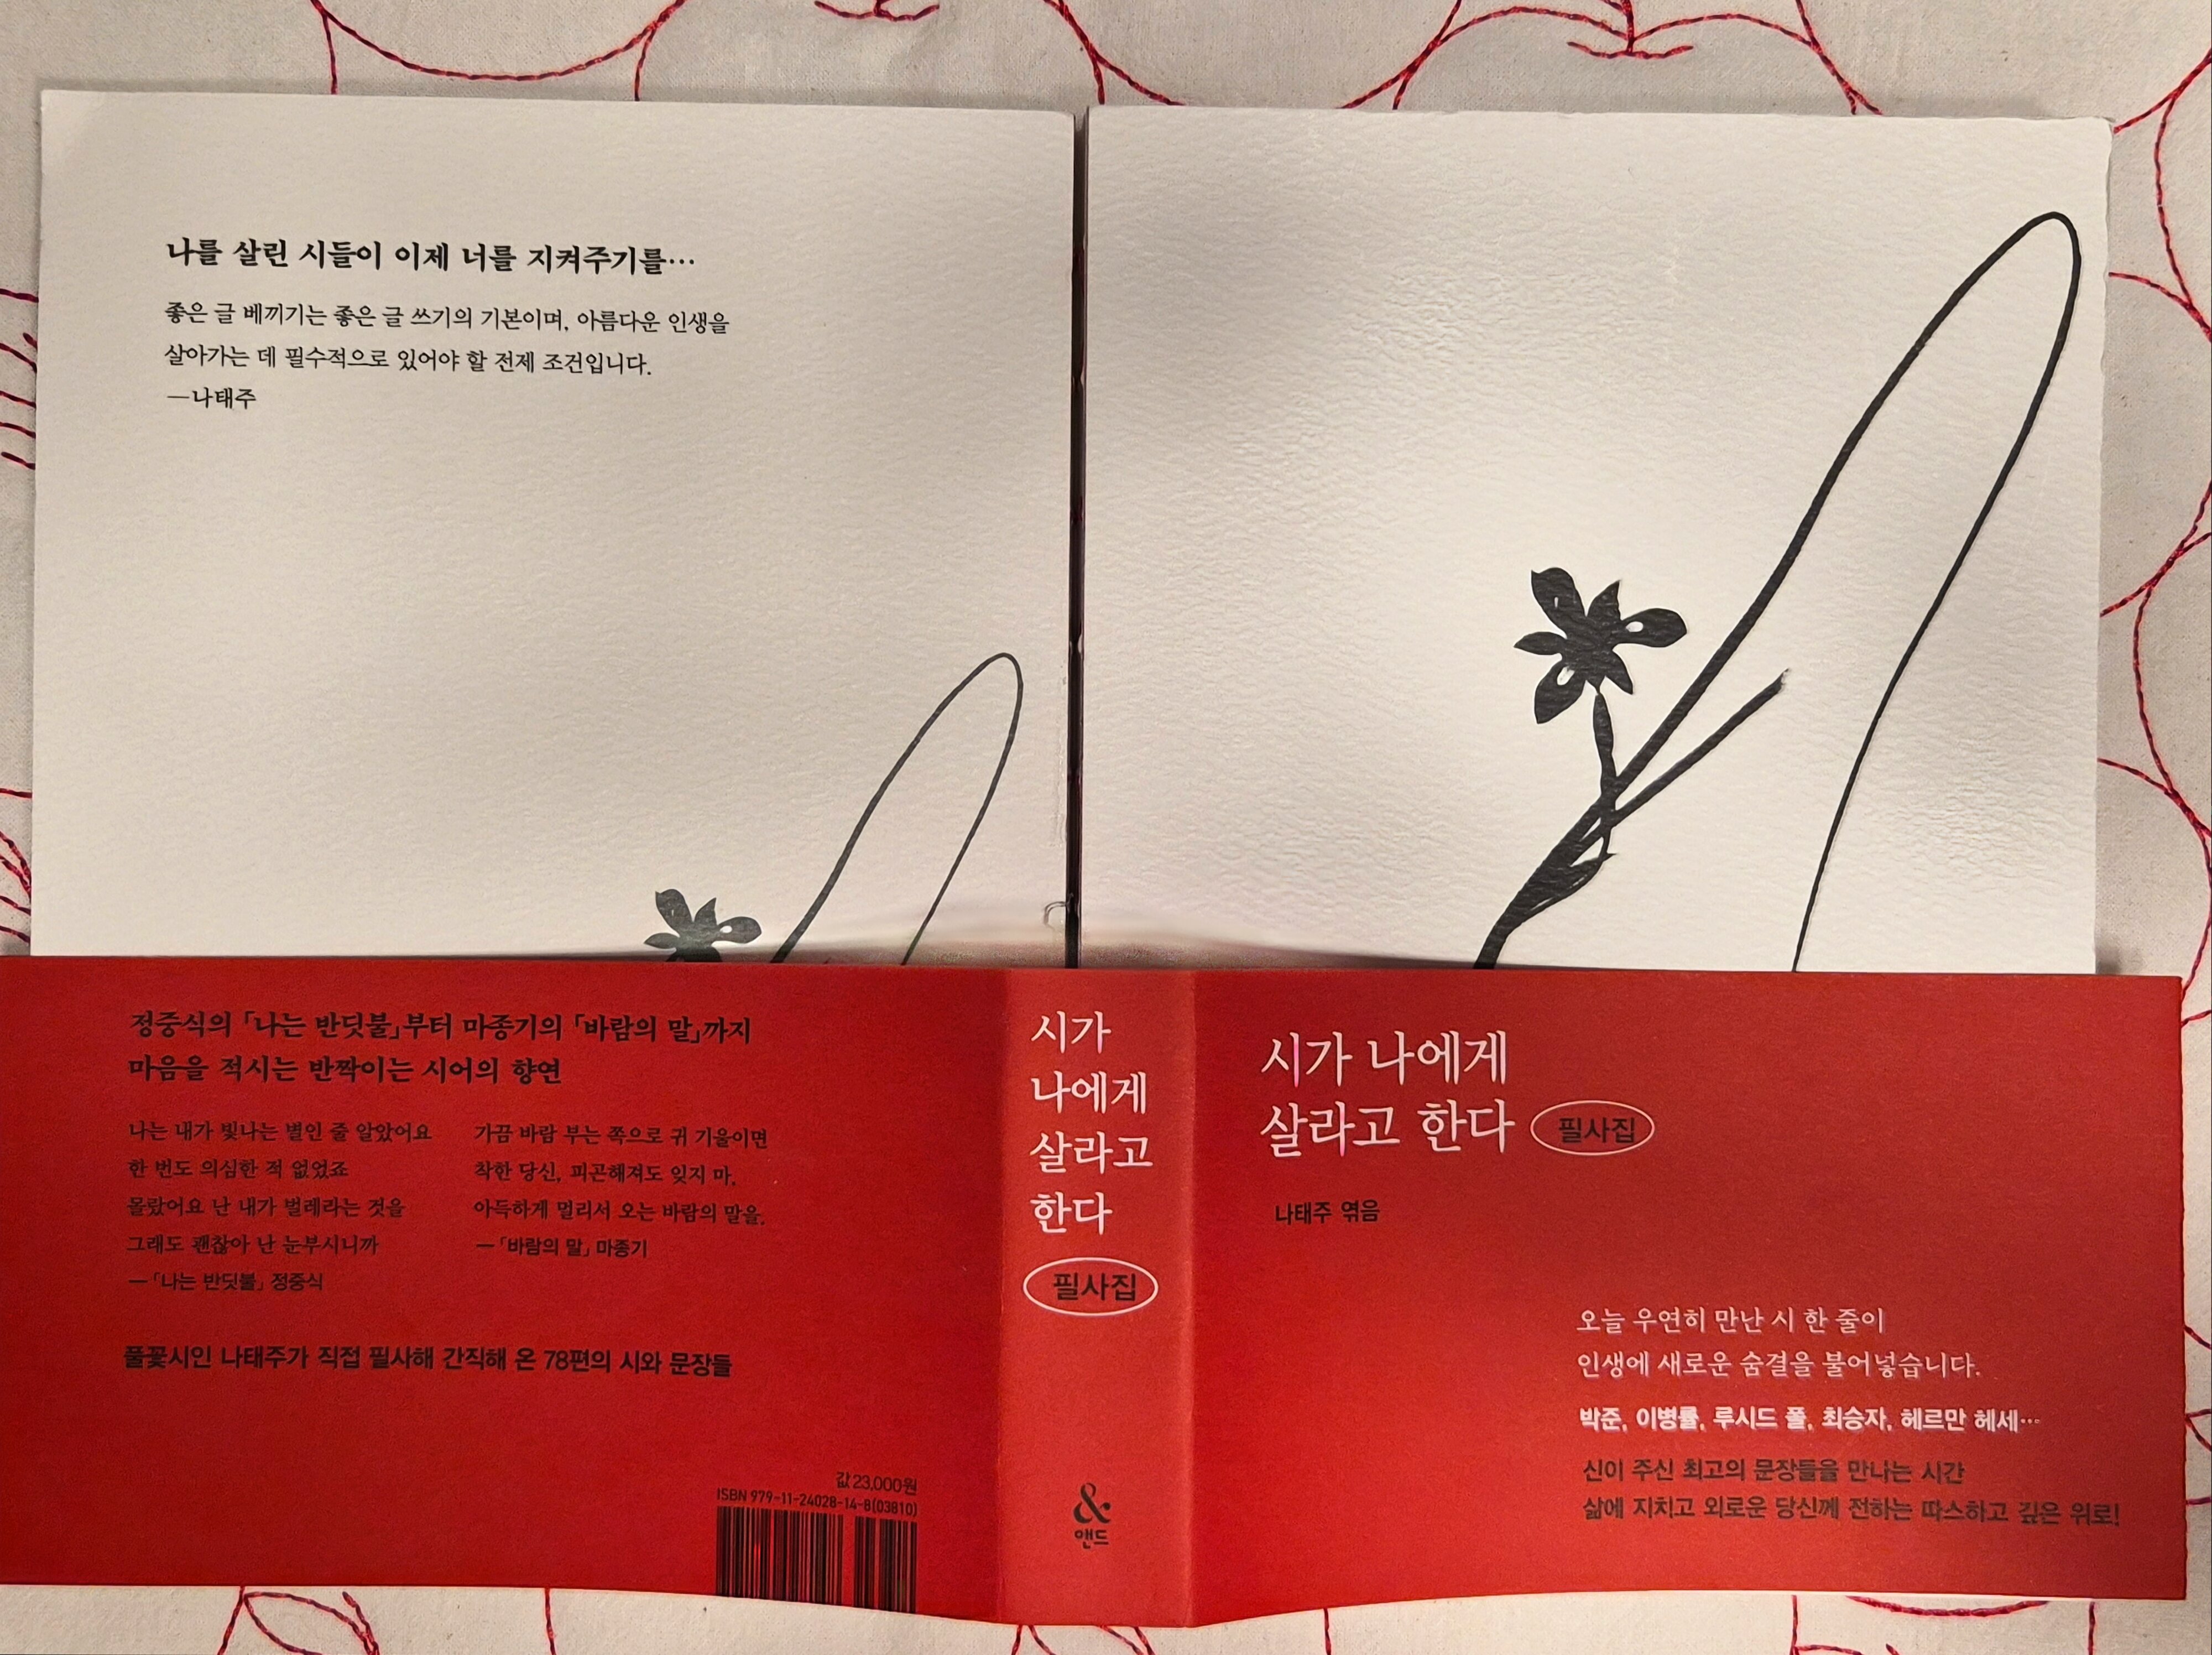 나를 살린 시들이 이제 너를 지켜주기를…
좋은 글 베끼기는 좋은 글 쓰기의 기본이며, 아름다운 인생을
살아가는 데 필수적으로 있어야 할 전제 조건입니다.
—나태주
정중식의 「나는 반딧불」부터 마종기의 「바람의 말」까지
마음을 적시는 반짝이는 시어의 향연
나는 내가 빛나는 별인 줄 알았어요
한 번도 의심한 적 없었죠
몰랐어요 난 내가 벌레라는 것을
그래도 괜찮아 난 눈부시니까
—「나는 반딧불」 정중식
가끔 바람 부는 쪽으로 귀 기울이면
착한 당신, 피곤해져도 잊지 마,
아득하게 멀리서 오는 바람의 말을.
—「바람의 말」 마종기
풀꽃시인 나태주가 직접 필사해 간직해 온 78편의 시와 문장들
값 23,000원
ISBN 979-11-24028-14-8(03810)
시가
나에게
살라고
한다
필사집
&
앤드
시가 나에게
살라고 한다 필사집
나태주 엮음
오늘 우연히 만난 시 한 줄이
인생에 새로운 숨결을 불어넣습니다.
박준, 이병률, 루시드 폴, 최승자, 헤르만 헤세…
신이 주신 최고의 문장들을 만나는 시간
삶에 지치고 외로운 당신께 전하는 따스하고 깊은 위로!